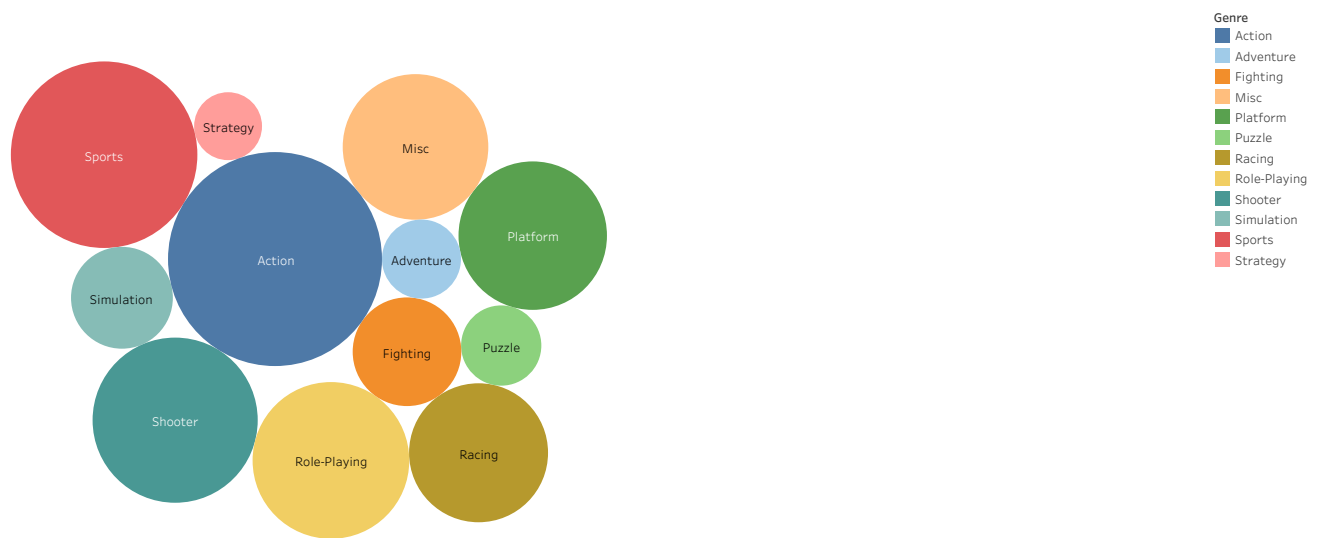 Sports
Strategy
Misc
Platform
Action
Adventure
Simulation
Fighting
Puzzle
Shooter
Role-Playing
Racing
Genre
Action
Adventure
Fighting
Misc
Platform
Puzzle
Racing
Role-Playing
Shooter
Simulation
Sports
Strategy